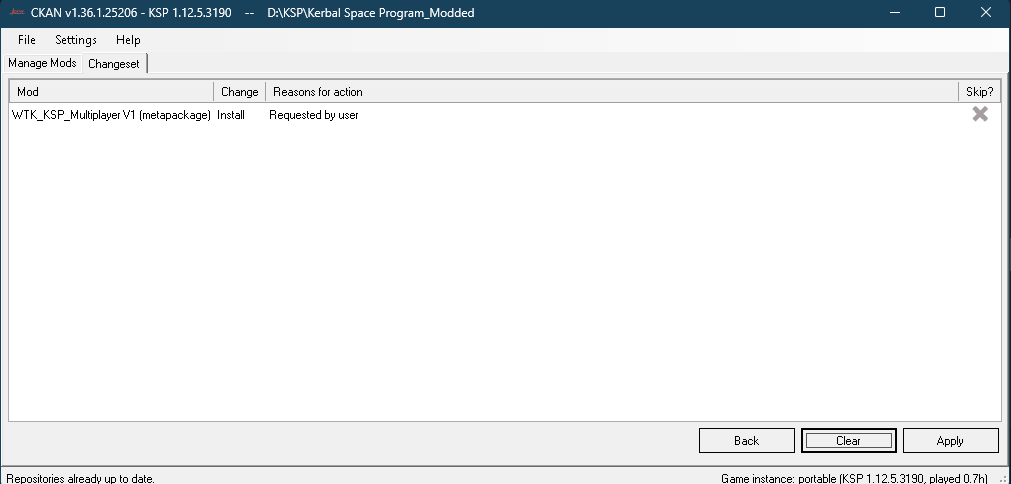 CKAN v1.36.1.25206 - KSP 1.12.5.3190 -- D:\KSP\Kerbal Space Program_Modded
File Settings Help
Manage Mods Changeset
Mod Change Reasons for action Skip?
WTK_KSP_Multiplayer V1 (metapackage) Install Requested by user
Back Clear Apply
Repositories already up to date. Game instance: portable (KSP 1.12.5.3190, played 0.7h)